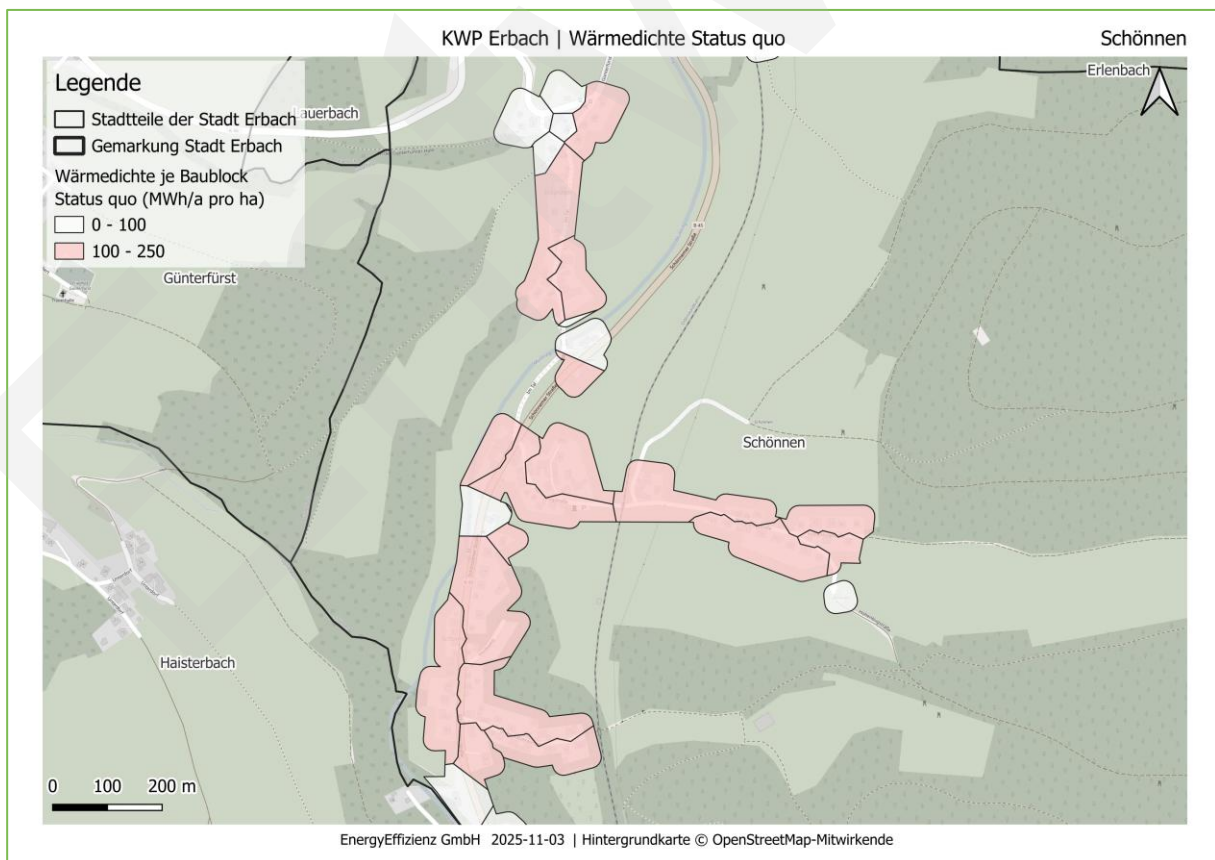 KWP Erbach | Wärmedichte Status quo
Schönnen
Legende
Stadtteile der Stadt Erbach
Gemarkung Stadt Erbach
Wärmedichte je Baublock
Status quo (MWh/a pro ha)
0 - 100
100 - 250
Lauerbach
Erlenbach
Günterfürst
Schönnen
Haisterbach
0 100 200 m
EnergyEffizienz GmbH 2025-11-03 | Hintergrundkarte © OpenStreetMap-Mitwirkende